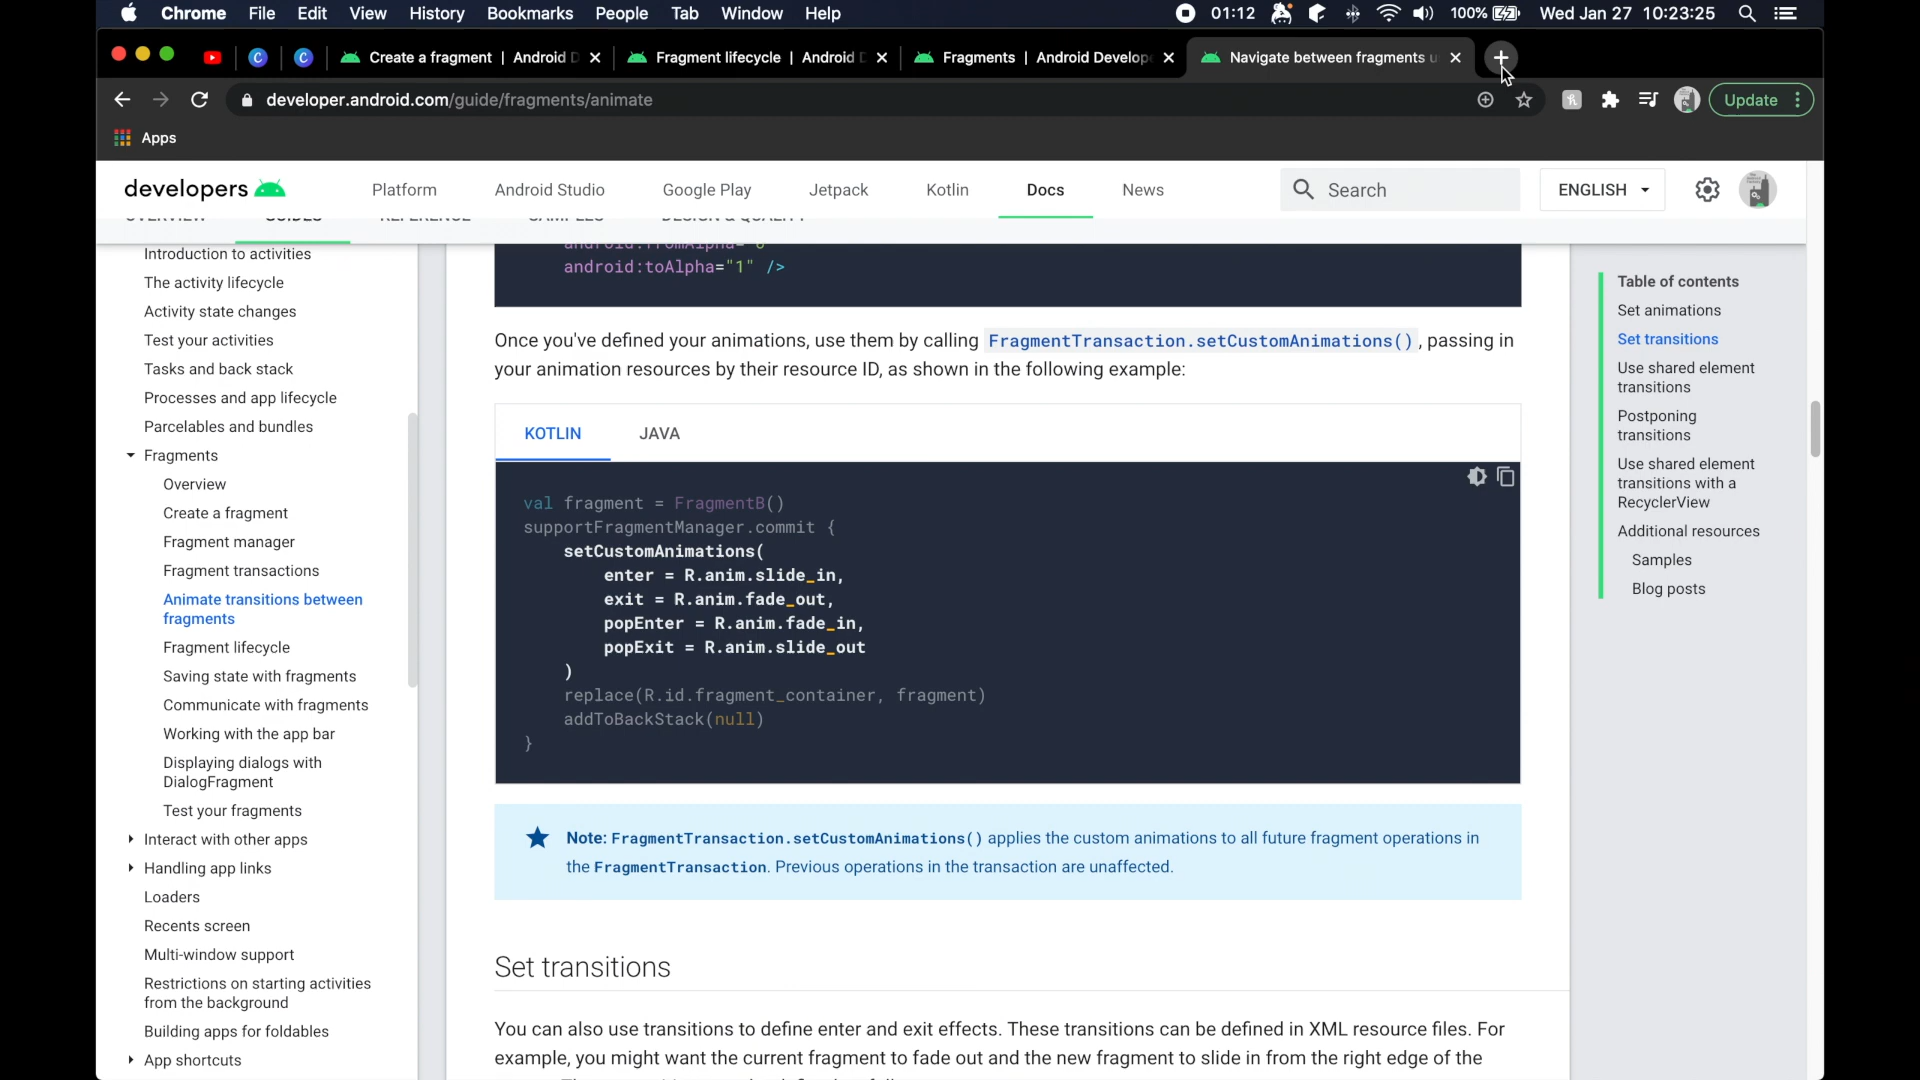 Chrome File Edit View History Bookmarks People Tab Window Help 01:12 100% Wed Jan 27 10:23:25
Create a fragment | Android D Fragment lifecycle | Android D Fragments | Android Develop Navigate between fragments u
developer.android.com/guide/fragments/animate Update
Apps
developers Platform Android Studio Google Play Jetpack Kotlin Docs News Search ENGLISH
OVERVIEW GUIDES REFERENCE SAMPLES DESIGN & QUALITY
Introduction to activities
The activity lifecycle
Activity state changes
Test your activities
Tasks and back stack
Processes and app lifecycle
Parcelables and bundles
Fragments
Overview
Create a fragment
Fragment manager
Fragment transactions
Animate transitions between
fragments
Fragment lifecycle
Saving state with fragments
Communicate with fragments
Working with the app bar
Displaying dialogs with
DialogFragment
Test your fragments
Interact with other apps
Handling app links
Loaders
Recents screen
Multi-window support
Restrictions on starting activities
from the background
Building apps for foldables
App shortcuts
android:fromAlpha="0"
android:toAlpha="1" />
Once you've defined your animations, use them by calling FragmentTransaction.setCustomAnimations(), passing in
your animation resources by their resource ID, as shown in the following example:
KOTLIN JAVA
val fragment = FragmentB()
supportFragmentManager.commit {
setCustomAnimations(
enter = R.anim.slide_in,
exit = R.anim.fade_out,
popEnter = R.anim.fade_in,
popExit = R.anim.slide_out
)
replace(R.id.fragment_container, fragment)
addToBackStack(null)
}
Note: FragmentTransaction.setCustomAnimations() applies the custom animations to all future fragment operations in
the FragmentTransaction. Previous operations in the transaction are unaffected.
Set transitions
You can also use transitions to define enter and exit effects. These transitions can be defined in XML resource files. For
example, you might want the current fragment to fade out and the new fragment to slide in from the right edge of the
Table of contents
Set animations
Set transitions
Use shared element
transitions
Postponing
transitions
Use shared element
transitions with a
RecyclerView
Additional resources
Samples
Blog posts